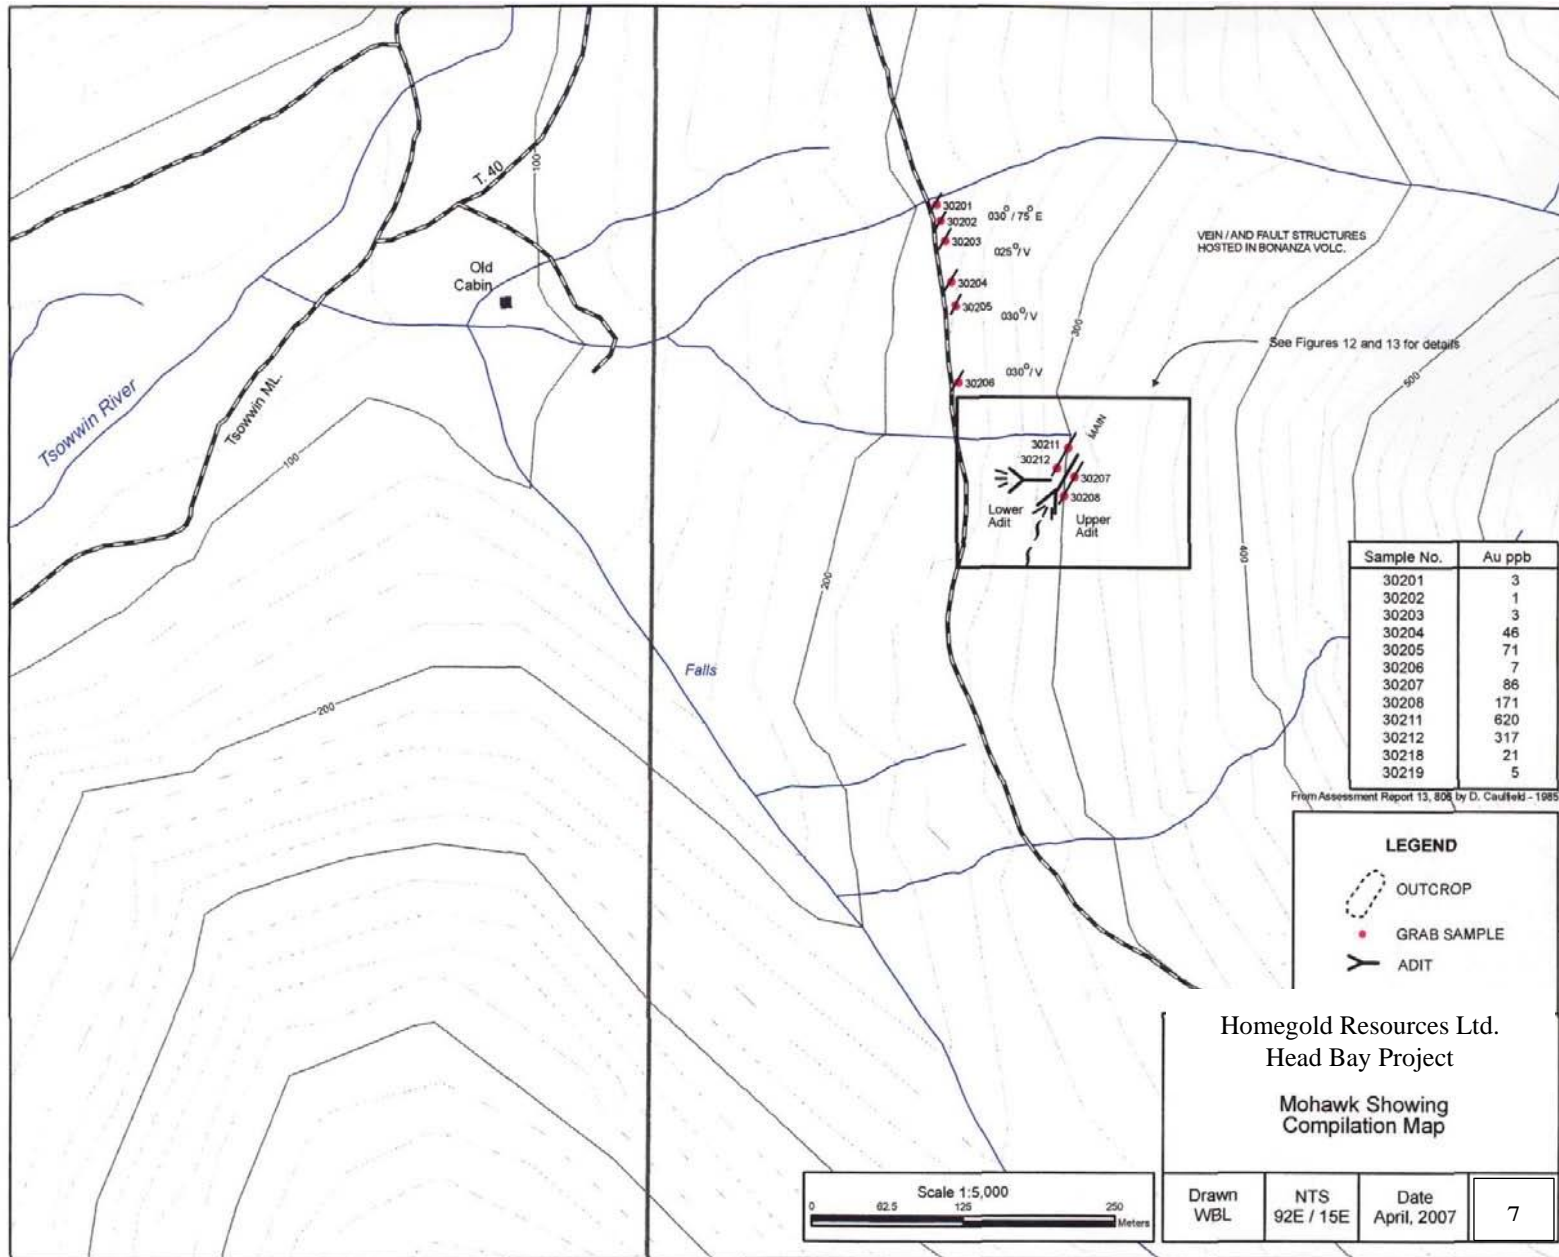 T. 40
100
30201
30202
030°/75°E
30203
025°/V
VEIN / AND FAULT STRUCTURES
HOSTED IN BONANZA VOLC.
Old
Cabin
30204
30205
030°/V
300
See Figures 12 and 13 for details
030°/V
30206
500
Tsowwin River
Tsowwin ML.
100
MAIN
30211
30212
30207
30208
Lower
Adit
Upper
Adit
200
400
Sample No. Au ppb
30201 3
30202 1
30203 3
30204 46
30205 71
30206 7
30207 86
30208 171
30211 620
30212 317
30218 21
30219 5
From Assessment Report 13, 806 by D. Caulfield - 1985
Falls
200
LEGEND
OUTCROP
GRAB SAMPLE
ADIT
Homegold Resources Ltd.
Head Bay Project
Mohawk Showing
Compilation Map
Scale 1:5,000
0 62.5 125 250
Meters
Drawn
WBL
NTS
92E / 15E
Date
April, 2007
7